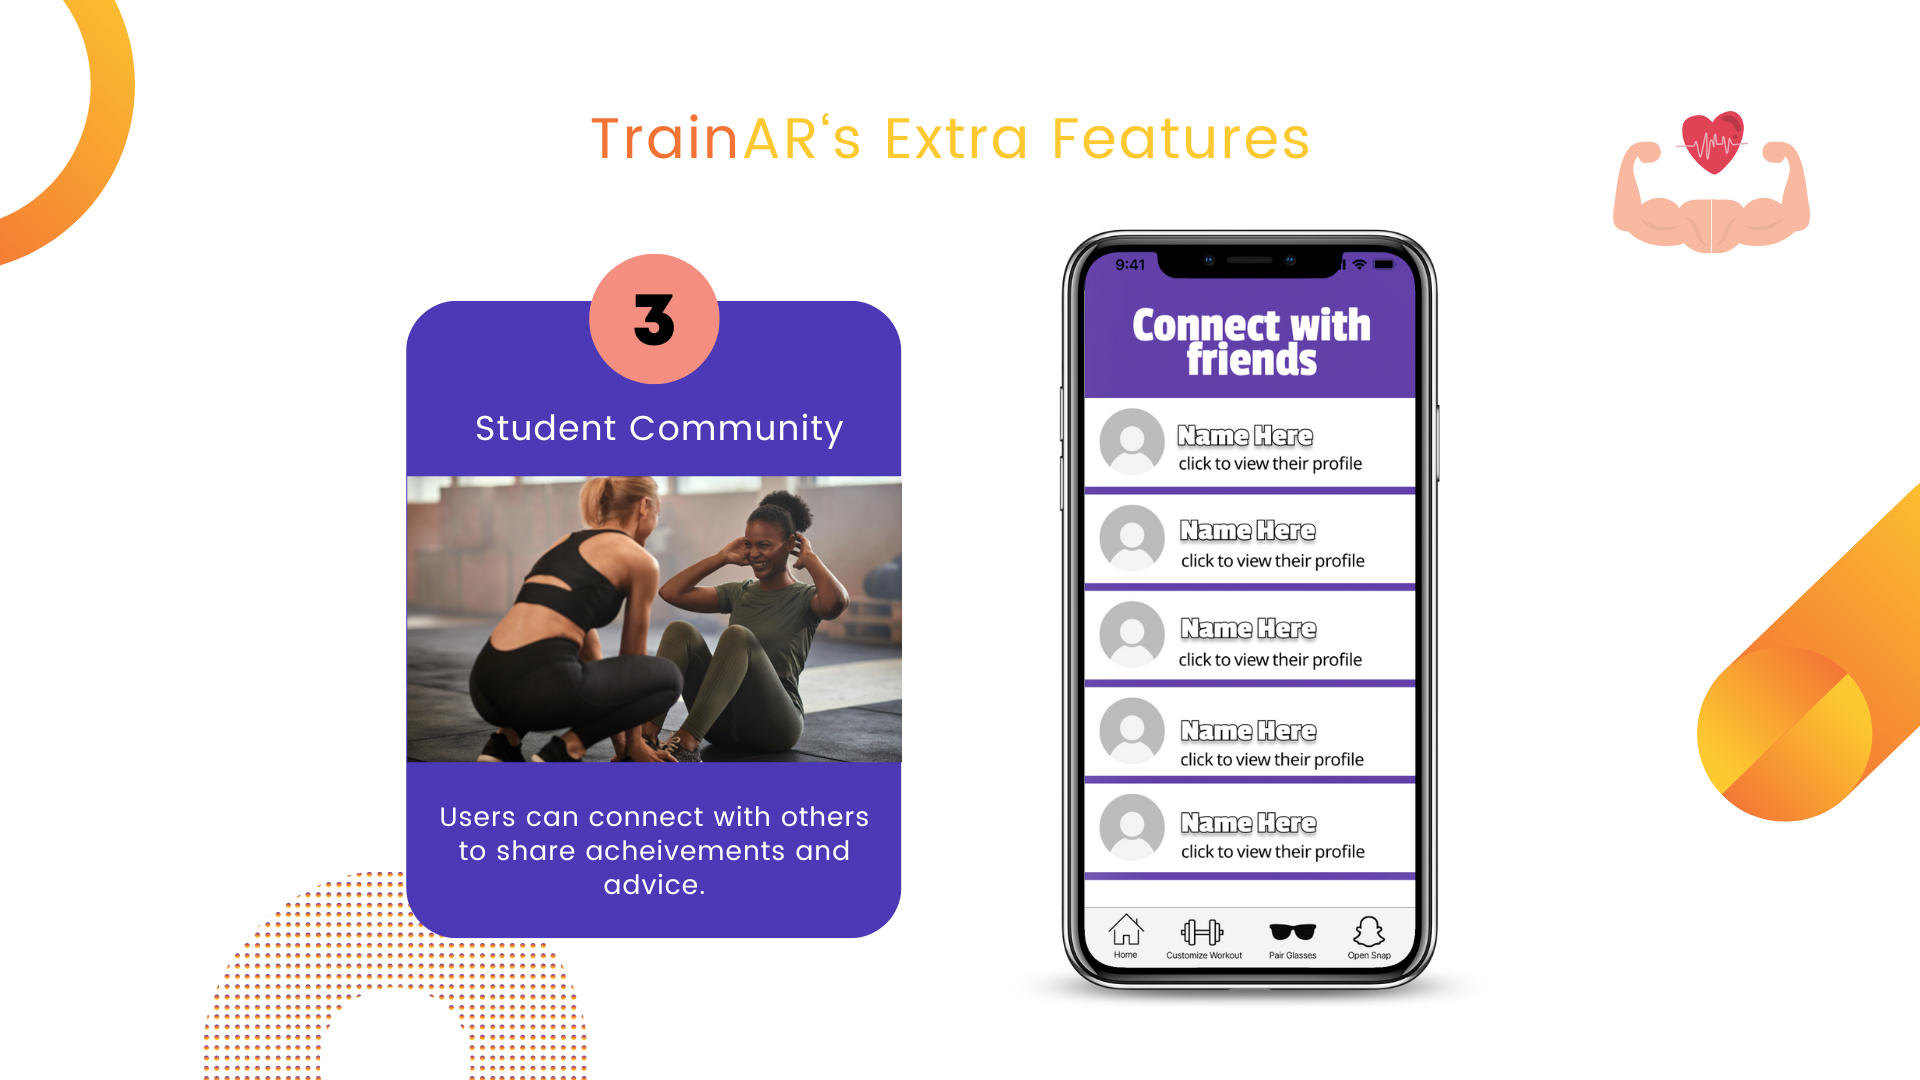 TrainAR‘s Extra Features
3
Student Community
Users can connect with others
to share acheivements and
advice.
9:41
Connect with
friends
Name Here
click to view their profile
Name Here
click to view their profile
Name Here
click to view their profile
Name Here
click to view their profile
Name Here
click to view their profile
Home
Customize Workout
Pair Glasses
Open Snap